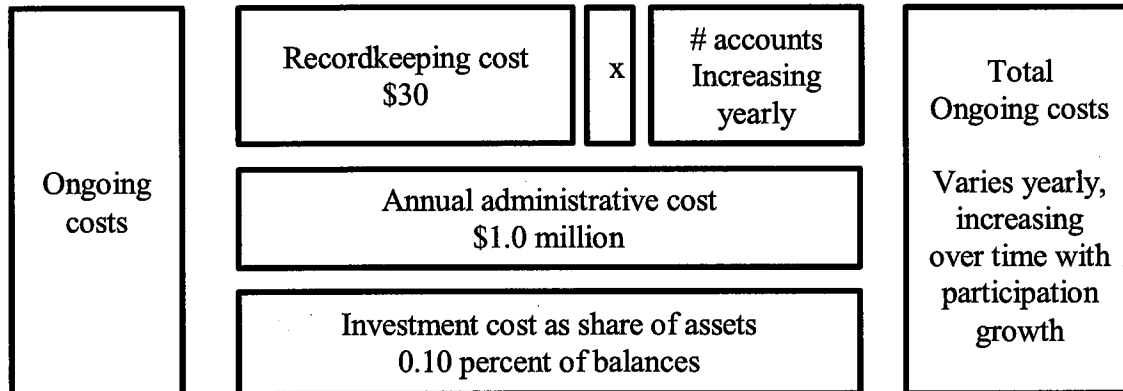 Ongoing
costs
Recordkeeping cost
$30
x
# accounts
Increasing
yearly
Annual administrative cost
$1.0 million
Investment cost as share of assets
0.10 percent of balances
Total
Ongoing costs
Varies yearly,
increasing
over time with
participation
growth